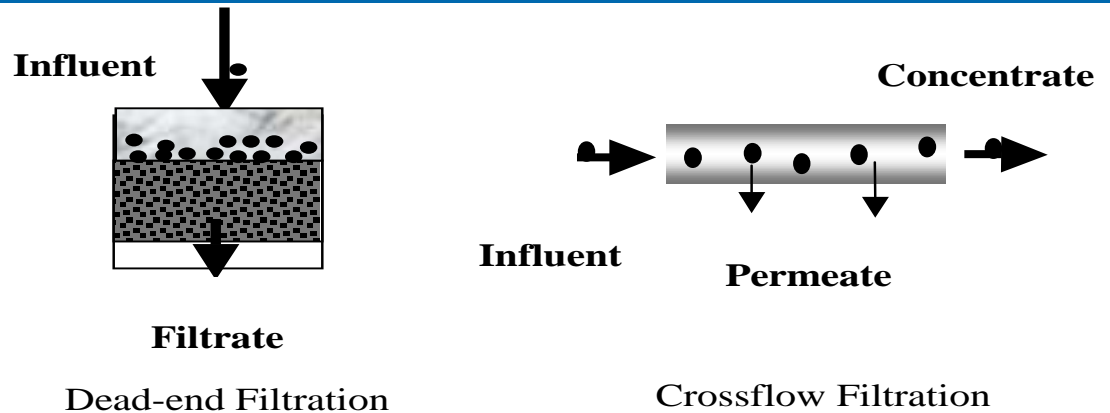 Influent
Filtrate
Dead-end Filtration
Concentrate
Influent
Permeate
Crossflow Filtration